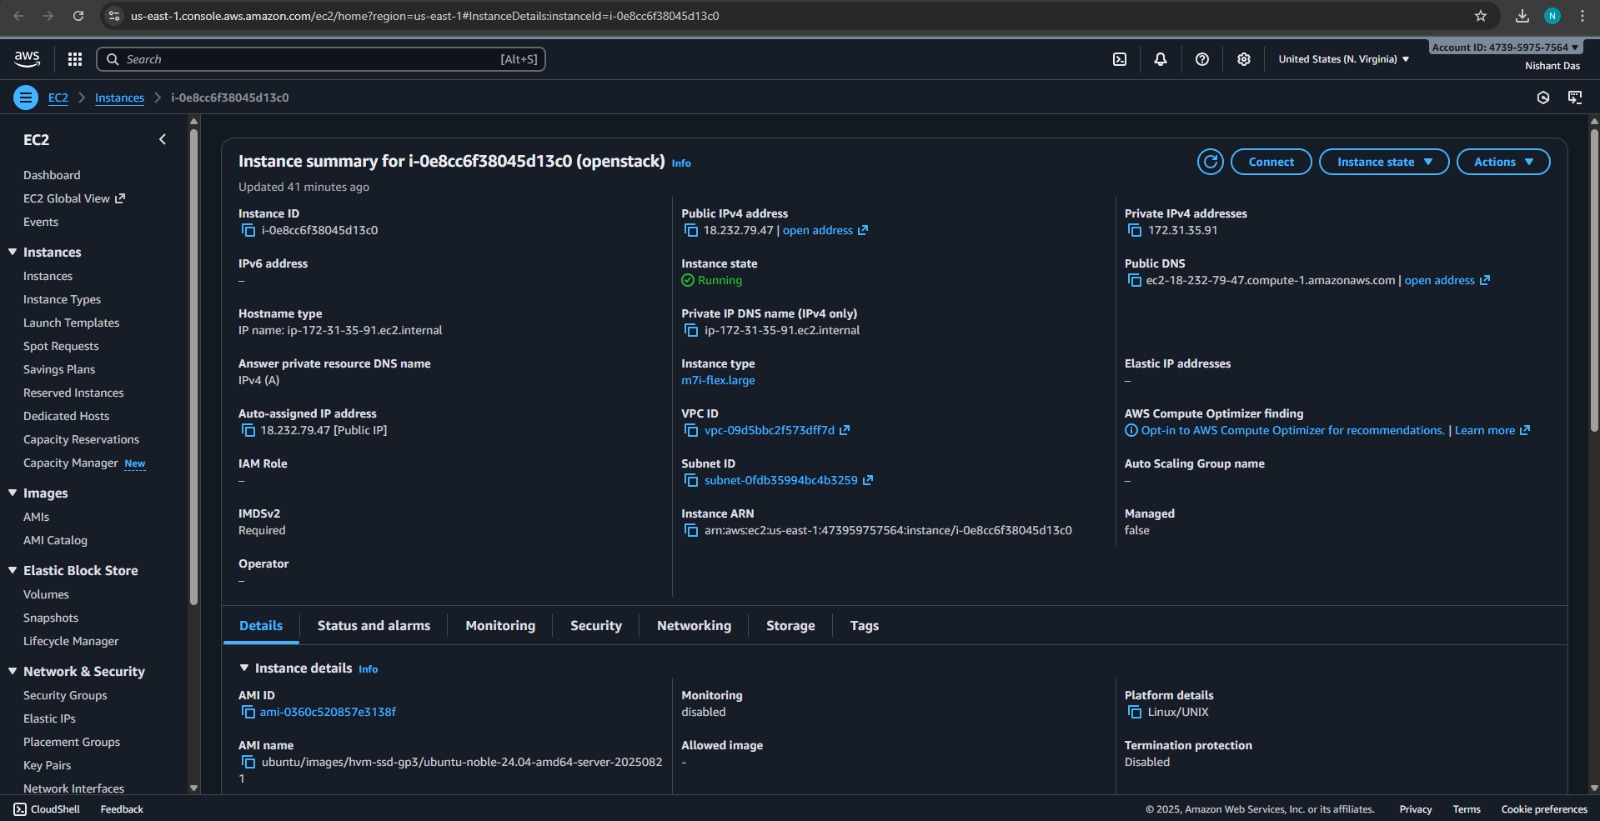 us-east-1.console.aws.amazon.com/ec2/home?region=us-east-1#InstanceDetails:instanceId=i-0e8cc6f38045d13c0
N
aws
Search [Alt+S]
United States (N. Virginia)
Account ID: 4739-5975-7564
Nishant Das
EC2 > Instances > i-0e8cc6f38045d13c0
EC2
Dashboard
EC2 Global View
Events
Instances
Instances
Instance Types
Launch Templates
Spot Requests
Savings Plans
Reserved Instances
Dedicated Hosts
Capacity Reservations
Capacity Manager New
Images
AMIs
AMI Catalog
Elastic Block Store
Volumes
Snapshots
Lifecycle Manager
Network & Security
Security Groups
Elastic IPs
Placement Groups
Key Pairs
Network Interfaces
Instance summary for i-0e8cc6f38045d13c0 (openstack) Info
Updated 41 minutes ago
Connect
Instance state
Actions
Instance ID
i-0e8cc6f38045d13c0
Public IPv4 address
18.232.79.47 | open address
Private IPv4 addresses
172.31.35.91
IPv6 address
–
Instance state
Running
Public DNS
ec2-18-232-79-47.compute-1.amazonaws.com | open address
Hostname type
IP name: ip-172-31-35-91.ec2.internal
Private IP DNS name (IPv4 only)
ip-172-31-35-91.ec2.internal
Answer private resource DNS name
IPv4 (A)
Instance type
m7i-flex.large
Elastic IP addresses
–
Auto-assigned IP address
18.232.79.47 [Public IP]
VPC ID
vpc-09d5bbc2f573dff7d
AWS Compute Optimizer finding
Opt-in to AWS Compute Optimizer for recommendations. | Learn more
IAM Role
–
Subnet ID
subnet-0fdb35994bc4b3259
Auto Scaling Group name
–
IMDSv2
Required
Instance ARN
arn:aws:ec2:us-east-1:473959757564:instance/i-0e8cc6f38045d13c0
Managed
false
Operator
–
Details
Status and alarms
Monitoring
Security
Networking
Storage
Tags
Instance details Info
AMI ID
ami-0360c520857e3138f
Monitoring
disabled
Platform details
Linux/UNIX
AMI name
ubuntu/images/hvm-ssd-gp3/ubuntu-noble-24.04-amd64-server-2025082
1
Allowed image
-
Termination protection
Disabled
CloudShell
Feedback
© 2025, Amazon Web Services, Inc. or its affiliates.
Privacy
Terms
Cookie preferences